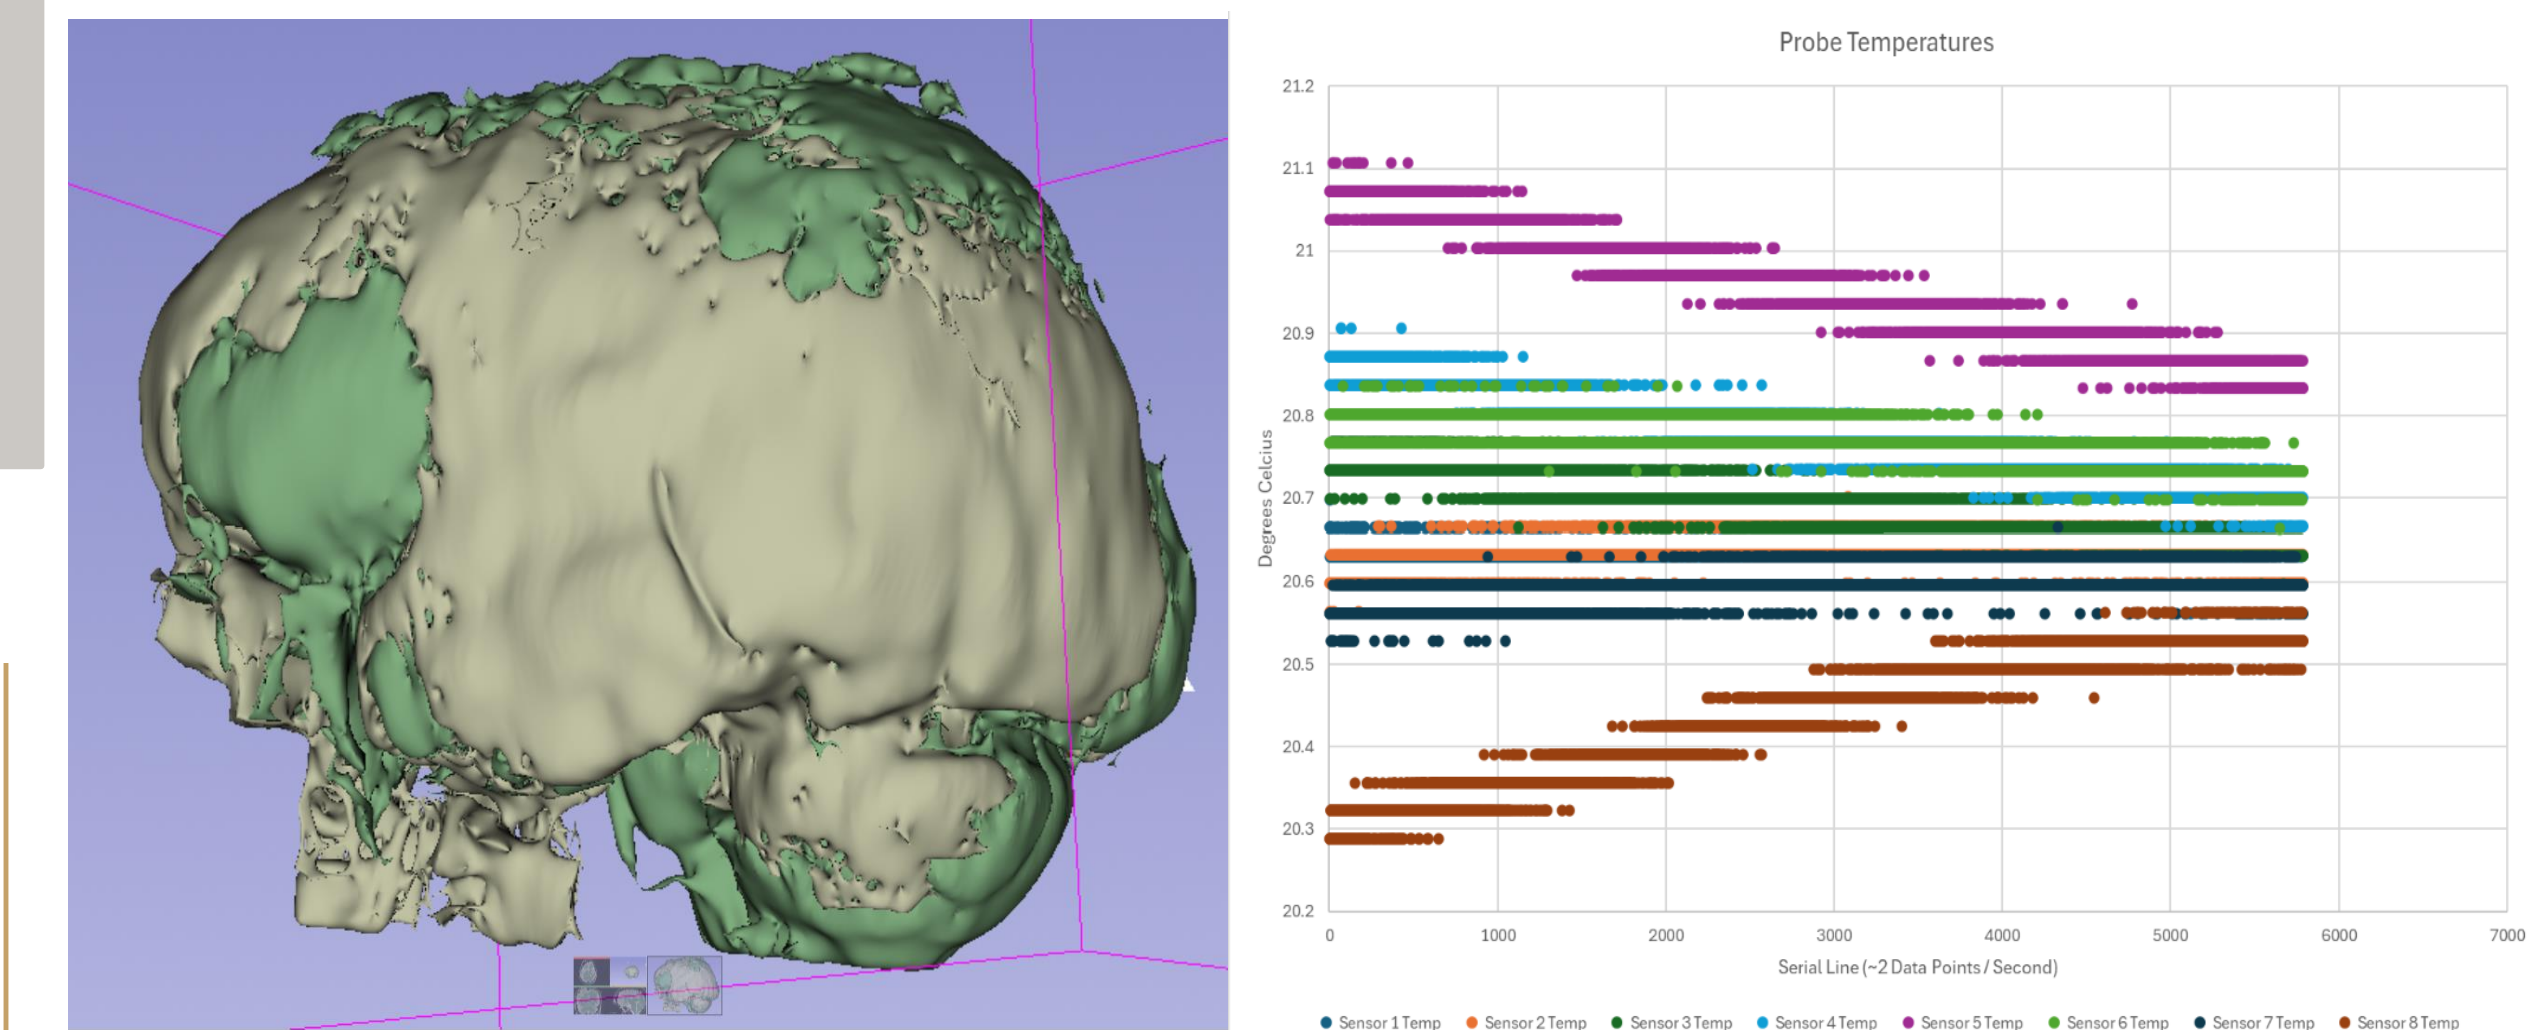 Probe Temperatures
21.2
21.1
21
20.9
20.8
20.7
20.6
20.5
20.4
20.3
20.2
Degrees Celcius
0 1000 2000 3000 4000 5000 6000 7000
Serial Line (~2 Data Points / Second)
Sensor 1 Temp Sensor 2 Temp Sensor 3 Temp Sensor 4 Temp Sensor 5 Temp Sensor 6 Temp Sensor 7 Temp Sensor 8 Temp